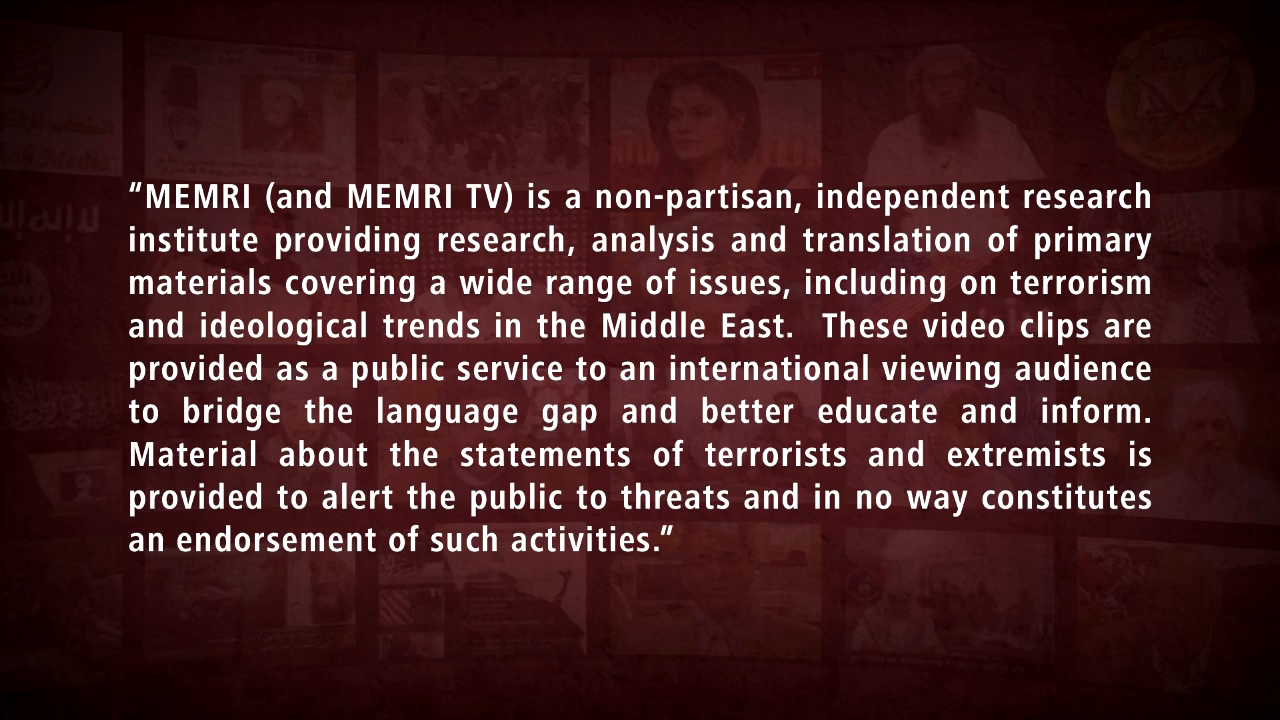 “MEMRI (and MEMRI TV) is a non-partisan, independent research
institute providing research, analysis and translation of primary
materials covering a wide range of issues, including on terrorism
and ideological trends in the Middle East.  These video clips are
provided as a public service to an international viewing audience
to bridge the language gap and better educate and inform.
Material about the statements of terrorists and extremists is
provided to alert the public to threats and in no way constitutes
an endorsement of such activities.”